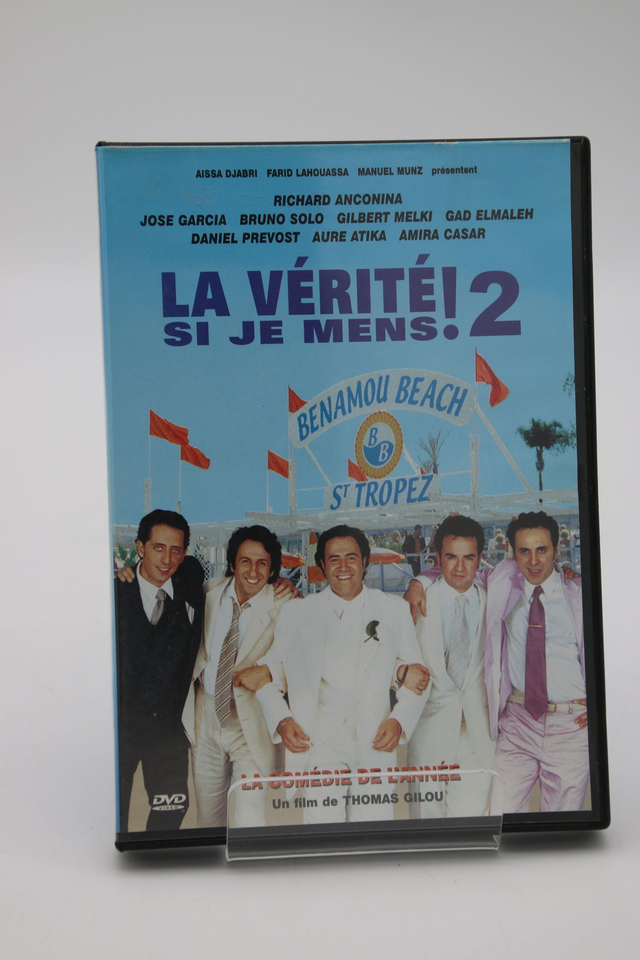 AISSA DJABRI FARID LAHOUASSA MANUEL MUNZ présentent
RICHARD ANCONINA
JOSE GARCIA BRUNO SOLO GILBERT MELKI GAD ELMALEH
DANIEL PREVOST AURE ATIKA AMIRA CASAR
LA VÉRITÉ
SI JE MENS! 2
BENAMOU BEACH
BB
ST TROPEZ
LA COMÉDIE DE L'ANNÉE
Un film de THOMAS GILOU
DVD
VIDEO